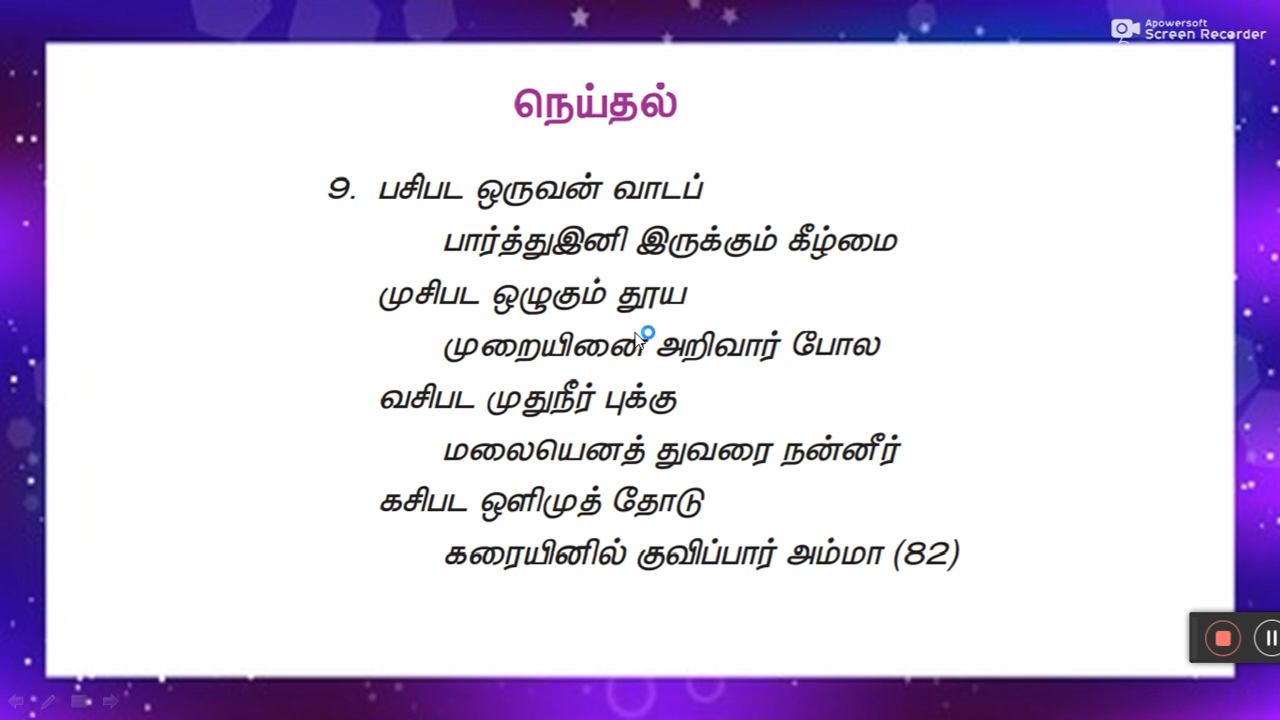 Apowersoft
Screen Recorder
நெய்தல்
9. பசிபட ஒருவன் வாடப்
பார்த்துஇனி இருக்கும் கீழ்மை
முசிபட ஒழுகும் தூய
முறையினை அறிவார் போல
வசிபட முதுநீர் புக்கு
மலையெனத் துவரை நன்னீர்
கசிபட ஒளிமுத் தோடு
கரையினில் குவிப்பார் அம்மா (82)